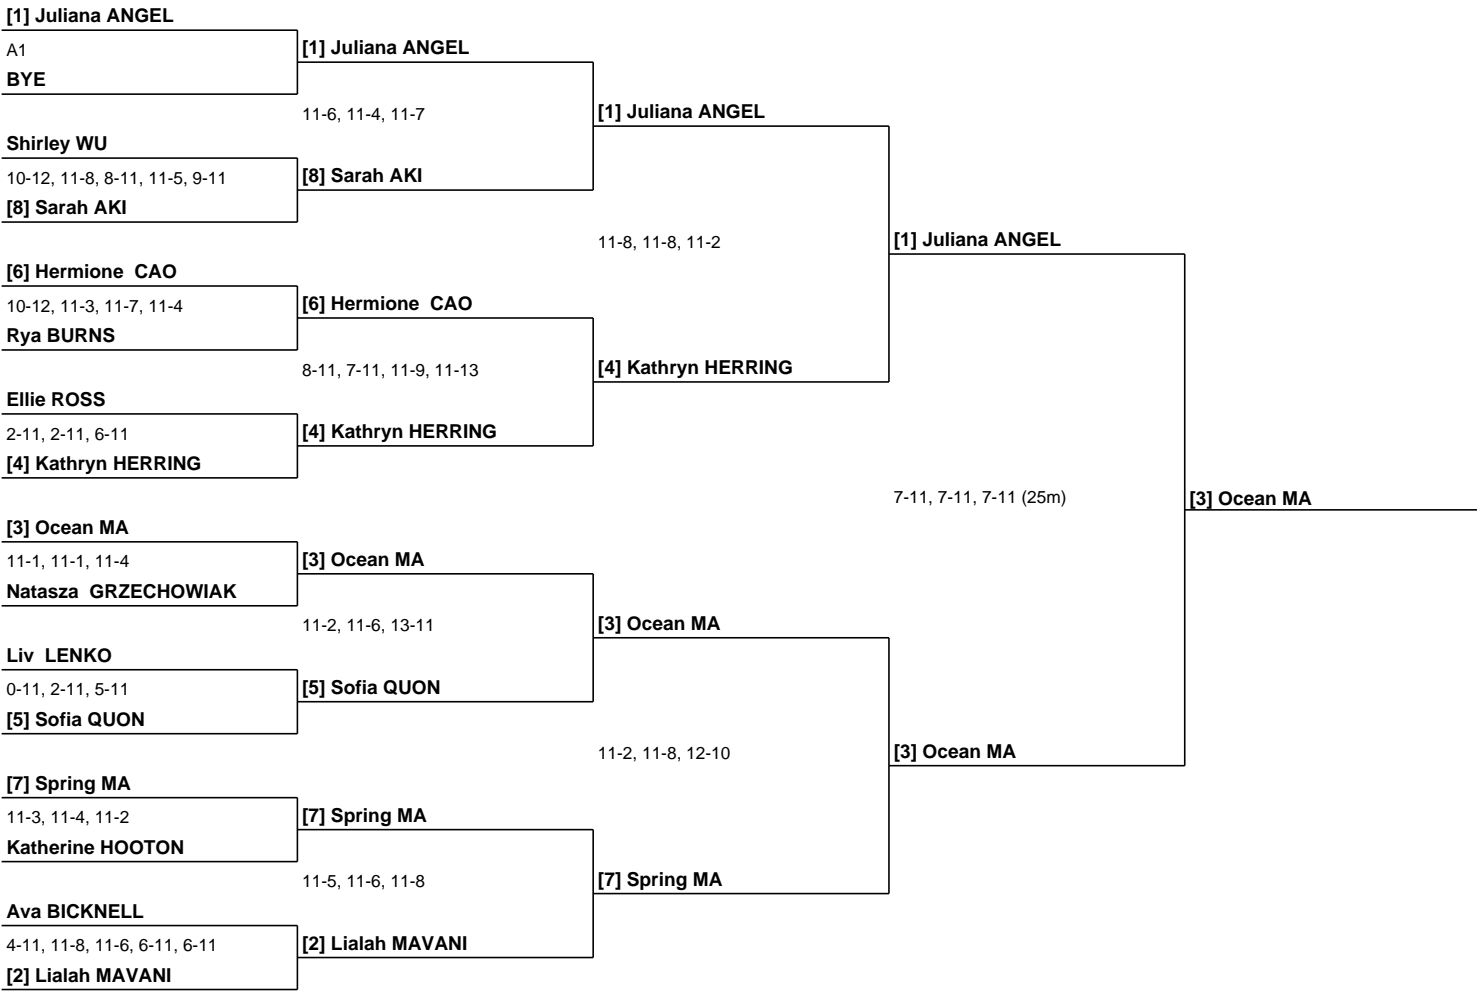 [1] Juliana ANGEL
A1
BYE
Shirley WU
10-12, 11-8, 8-11, 11-5, 9-11
[8] Sarah AKI
[6] Hermione  CAO
10-12, 11-3, 11-7, 11-4
Rya BURNS
Ellie ROSS
2-11, 2-11, 6-11
[4] Kathryn HERRING
[3] Ocean MA
11-1, 11-1, 11-4
Natasza  GRZECHOWIAK
Liv  LENKO
0-11, 2-11, 5-11
[5] Sofia QUON
[7] Spring MA
11-3, 11-4, 11-2
Katherine HOOTON
Ava BICKNELL
4-11, 11-8, 11-6, 6-11, 6-11
[2] Lialah MAVANI
[1] Juliana ANGEL
11-6, 11-4, 11-7
[8] Sarah AKI
[6] Hermione  CAO
8-11, 7-11, 11-9, 11-13
[4] Kathryn HERRING
[3] Ocean MA
11-2, 11-6, 13-11
[5] Sofia QUON
[7] Spring MA
11-5, 11-6, 11-8
[2] Lialah MAVANI
[1] Juliana ANGEL
11-8, 11-8, 11-2
[4] Kathryn HERRING
[3] Ocean MA
11-2, 11-8, 12-10
[7] Spring MA
[1] Juliana ANGEL
7-11, 7-11, 7-11 (25m)
[3] Ocean MA
[3] Ocean MA